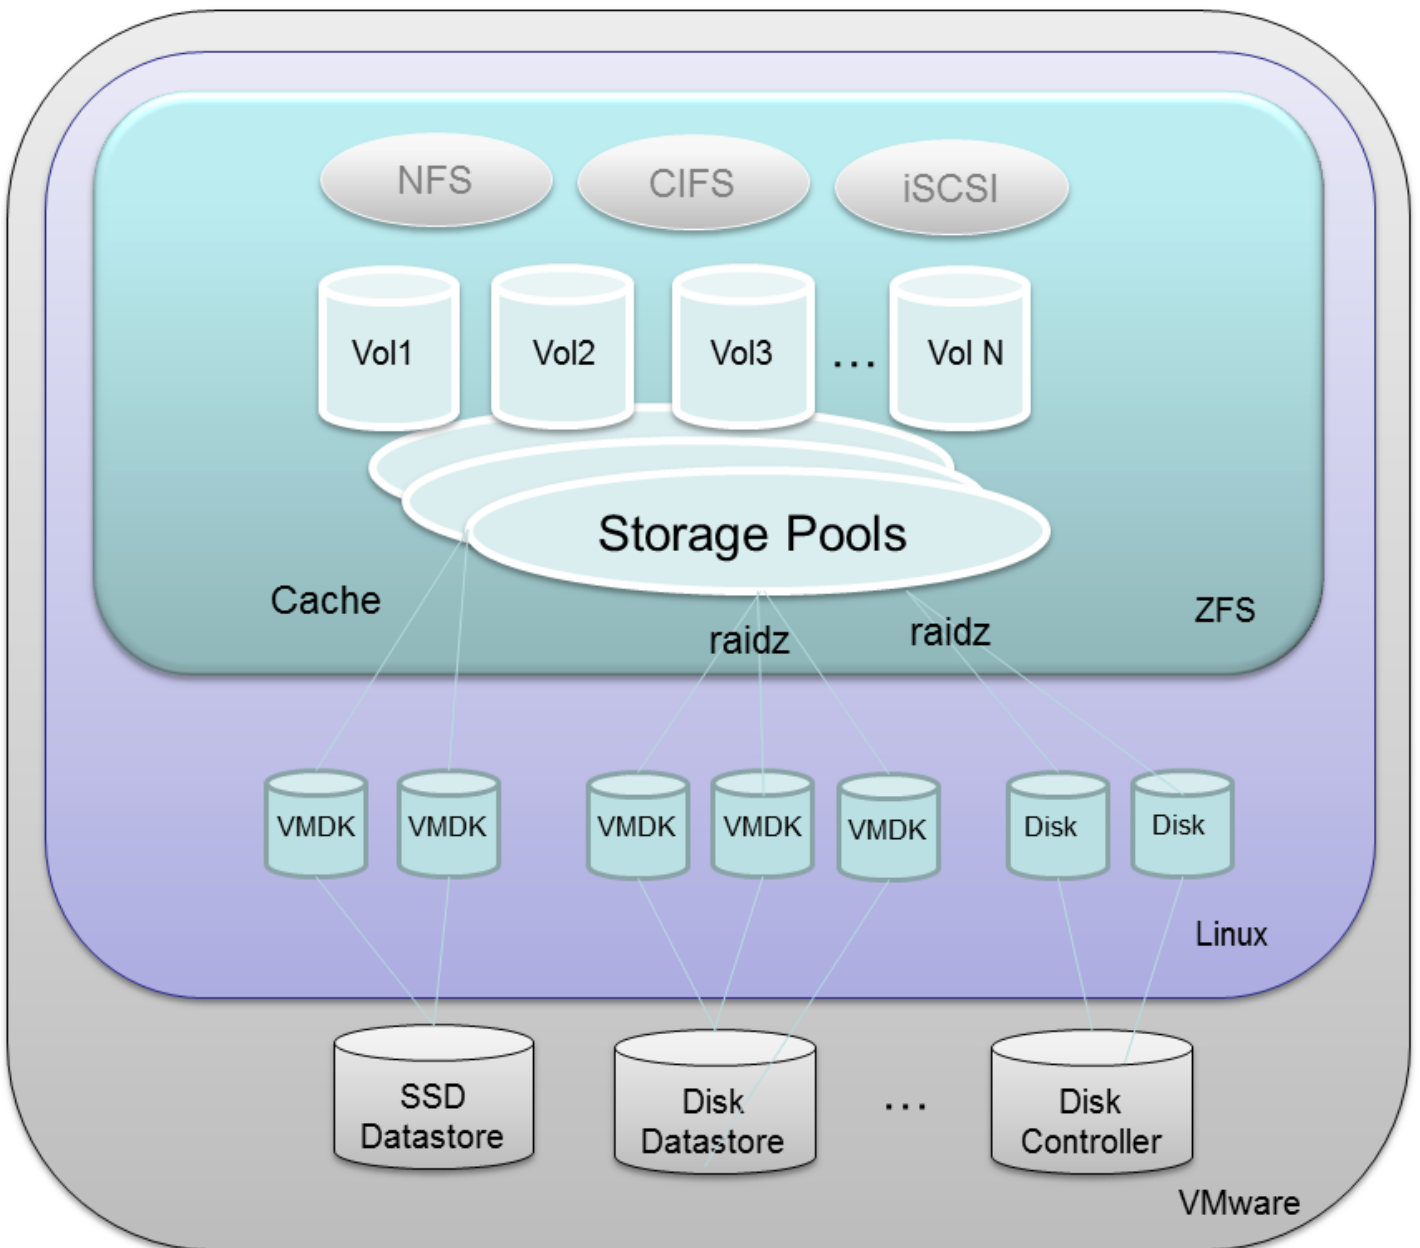 NFS
CIFS
iSCSI
Vol1
Vol2
Vol3
...
Vol N
Storage Pools
Cache
raidz
raidz
ZFS
VMDK
VMDK
VMDK
VMDK
VMDK
Disk
Disk
Linux
SSD
Datastore
Disk
Datastore
...
Disk
Controller
VMware